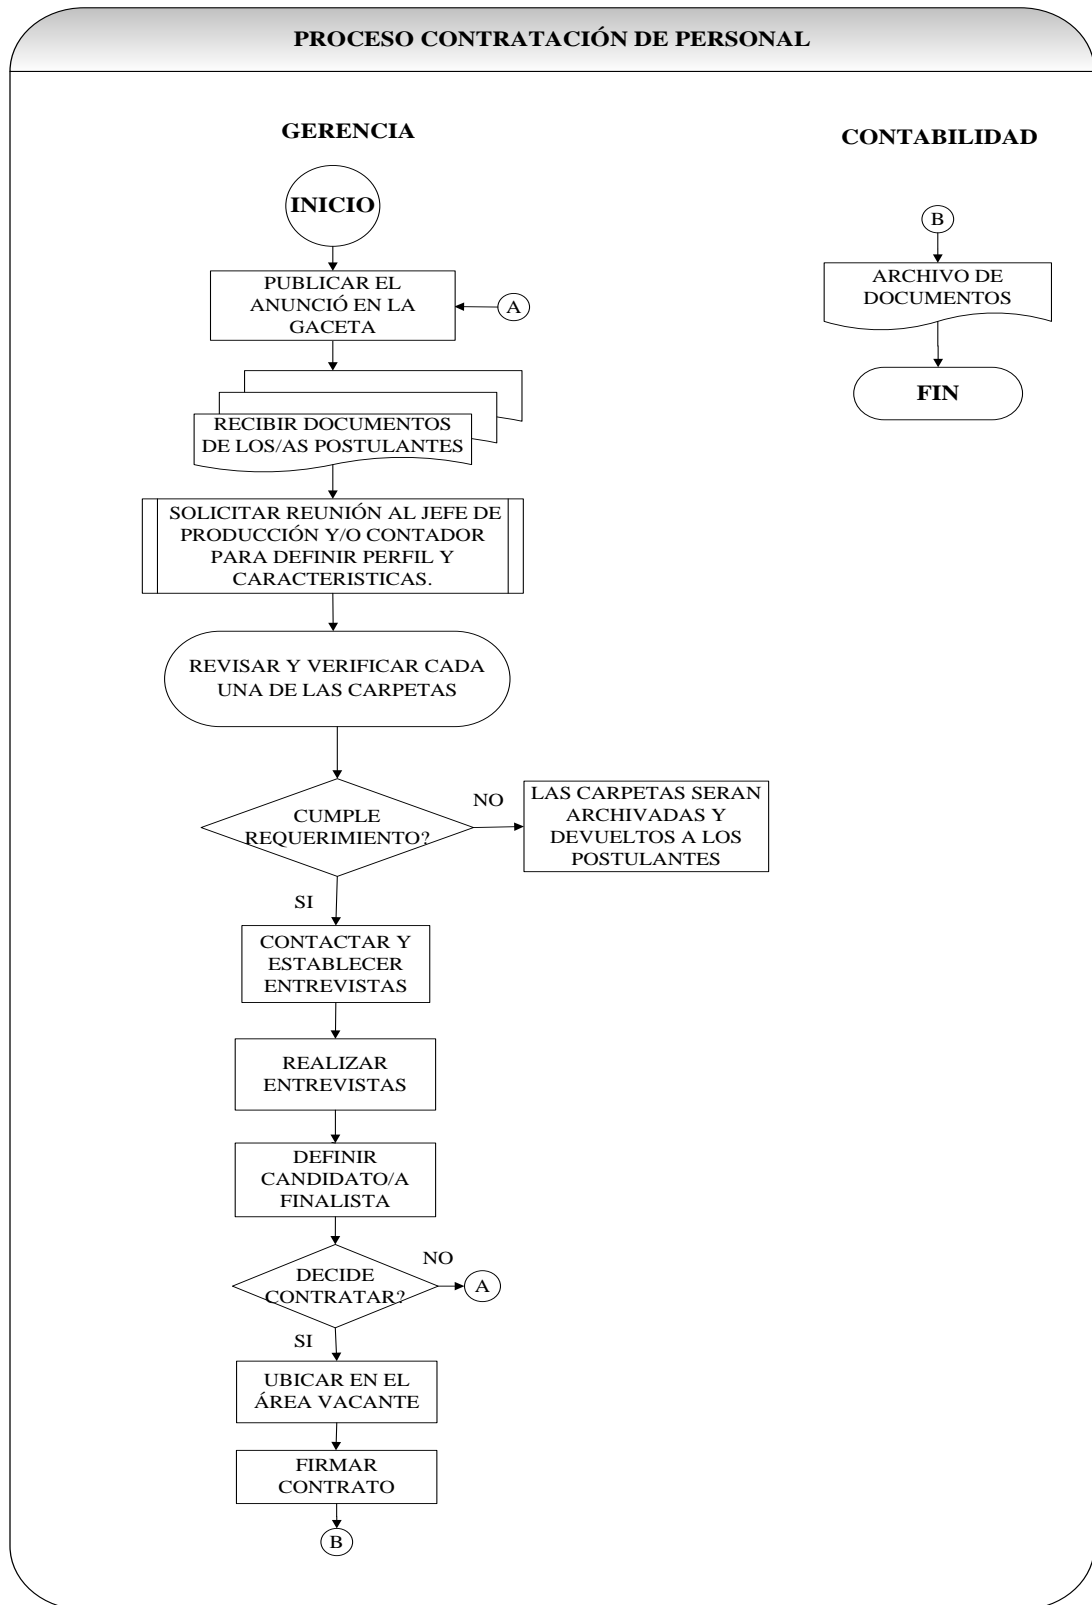 PROCESO CONTRATACIÓN DE PERSONAL
GERENCIA
INICIO
PUBLICAR EL
ANUNCIÓ EN LA
GACETA
A
RECIBIR DOCUMENTOS
DE LOS/AS POSTULANTES
SOLICITAR REUNIÓN AL JEFE DE
PRODUCCIÓN Y/O CONTADOR
PARA DEFINIR PERFIL Y
CARACTERISTICAS.
REVISAR Y VERIFICAR CADA
UNA DE LAS CARPETAS
CUMPLE
REQUERIMIENTO?
NO
LAS CARPETAS SERAN
ARCHIVADAS Y
DEVUELTOS A LOS
POSTULANTES
SI
CONTACTAR Y
ESTABLECER
ENTREVISTAS
REALIZAR
ENTREVISTAS
DEFINIR
CANDIDATO/A
FINALISTA
DECIDE
CONTRATAR?
NO
A
SI
UBICAR EN EL
ÁREA VACANTE
FIRMAR
CONTRATO
B
CONTABILIDAD
B
ARCHIVO DE
DOCUMENTOS
FIN